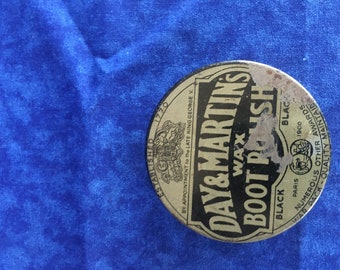 ESTABLISHED 1770
BY APPOINTMENT to the LATE KING GEORGE V.
DAY & MARTIN'S
WAX
BOOT POLISH
BLACK
BLACK
PARIS 1900
NUMEROUS OTHER AWARDS
QUALITY